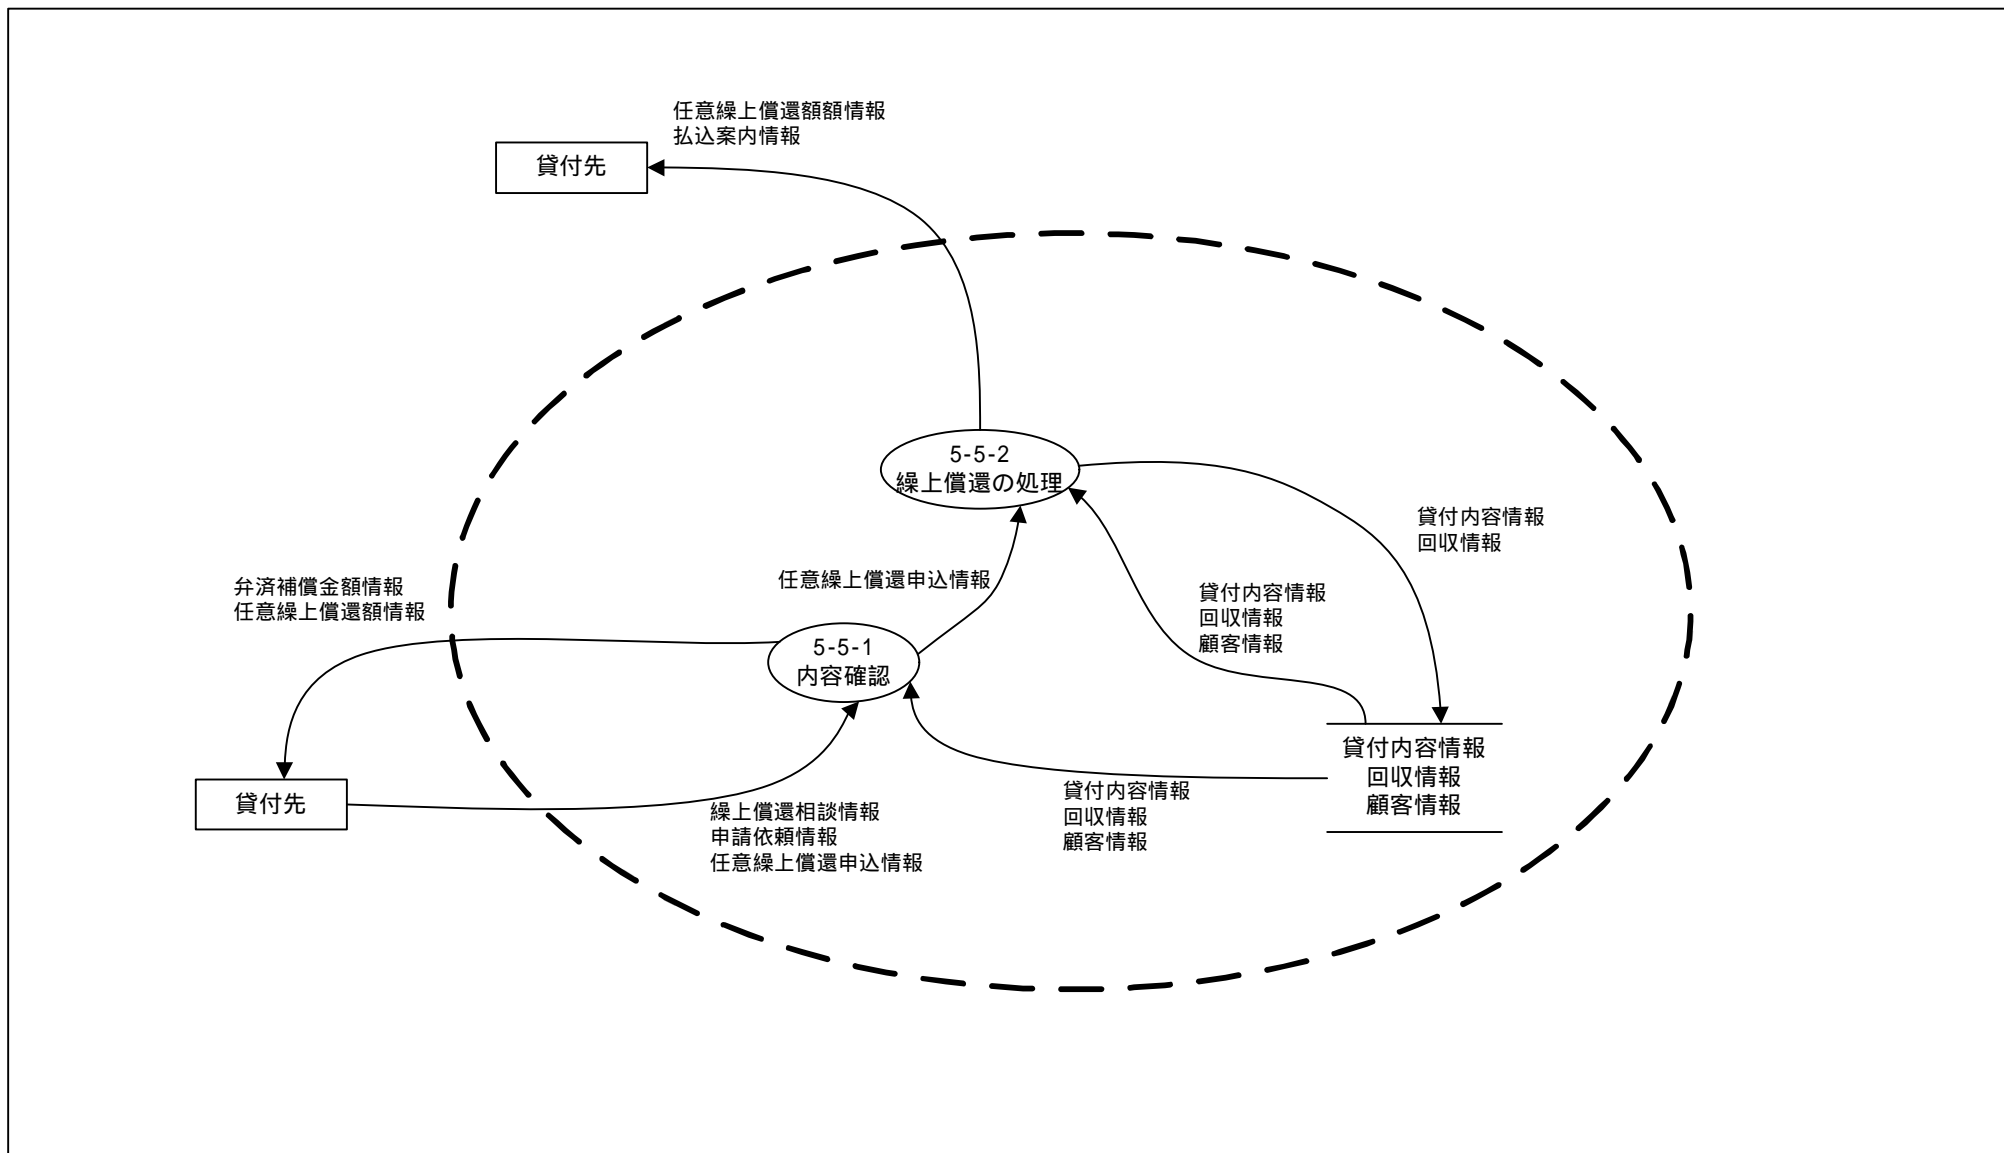 任意繰上償還額額情報
払込案内情報
貸付先
5-5-2
繰上償還の処理
貸付内容情報
回収情報
任意繰上償還申込情報
貸付内容情報
回収情報
顧客情報
弁済補償金額情報
任意繰上償還額情報
5-5-1
内容確認
貸付内容情報
回収情報
顧客情報
貸付先
繰上償還相談情報
申請依頼情報
任意繰上償還申込情報
貸付内容情報
回収情報
顧客情報